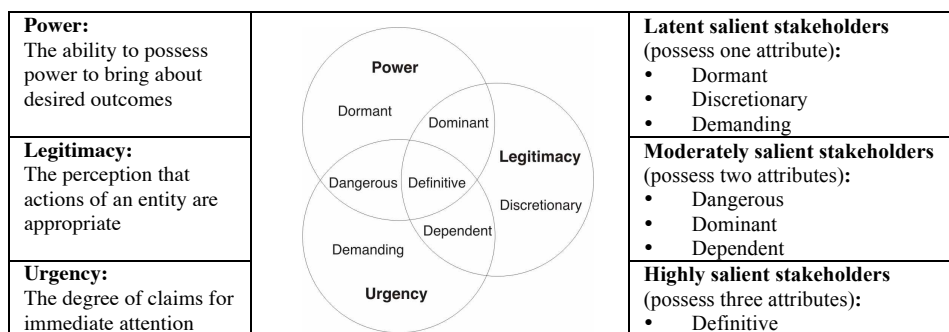 Power:
The ability to possess
power to bring about
desired outcomes
Legitimacy:
The perception that
actions of an entity are
appropriate
Urgency:
The degree of claims for
immediate attention
Power
Dormant
Dominant
Legitimacy
Dangerous
Definitive
Discretionary
Dependent
Demanding
Urgency
Latent salient stakeholders
(possess one attribute):
• Dormant
• Discretionary
• Demanding
Moderately salient stakeholders
(possess two attributes):
• Dangerous
• Dominant
• Dependent
Highly salient stakeholders
(possess three attributes):
• Definitive